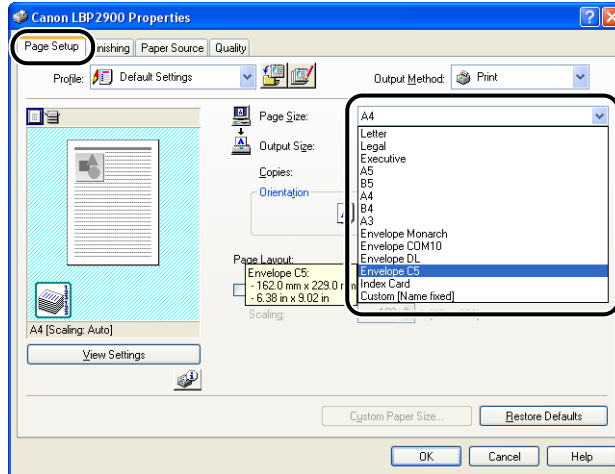 Canon LBP2900 Properties
Page Setup Finishing Paper Source Quality
Profile: Default Settings Output Method: Print
Page Size: A4
Output Size:
Copies:
Orientation
Letter
Legal
Executive
A5
B5
A4
B4
A3
Envelope Monarch
Envelope COM10
Envelope DL
Envelope C5
Index Card
Custom [Name fixed]
Page Layout:
Envelope C5:
- 162.0 mm x 229.0
- 6.38 in x 9.02 in
Scaling:
A4 [Scaling: Auto]
View Settings
Custom Paper Size... Restore Defaults
OK Cancel Help